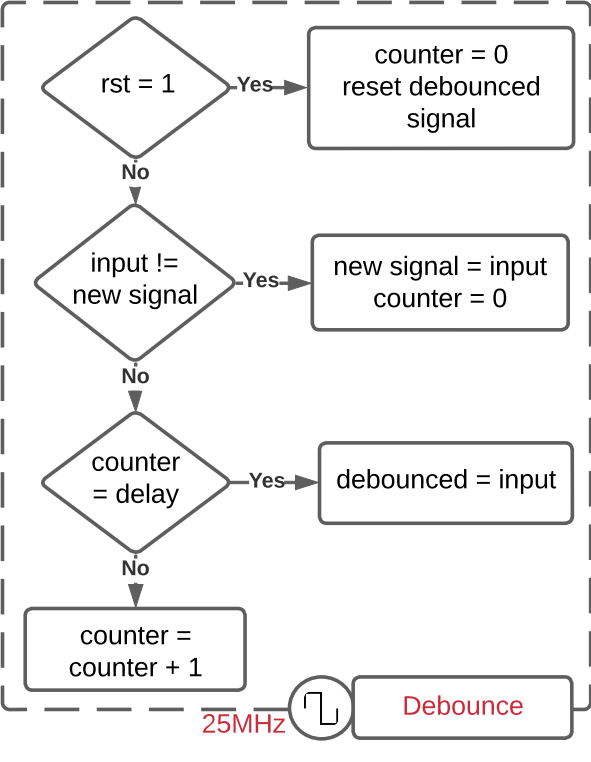 rst = 1
Yes
counter = 0
reset debounced
signal
No
input !=
new signal
Yes
new signal = input
counter = 0
No
counter
= delay
Yes
debounced = input
No
counter =
counter + 1
25MHz
Debounce